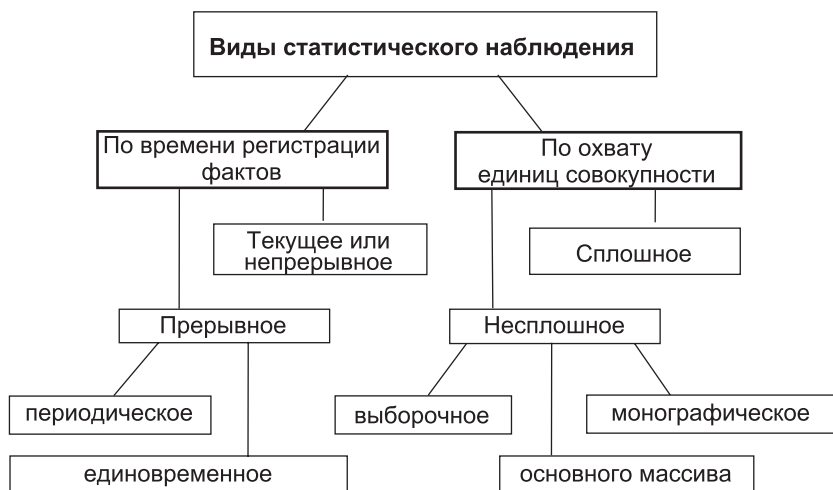 Виды статистического наблюдения
По времени регистрации
фактов
По охвату
единиц совокупности
Текущее или
непрерывное
Сплошное
Прерывное
Несплошное
периодическое
выборочное
монографическое
единовременное
основного массива